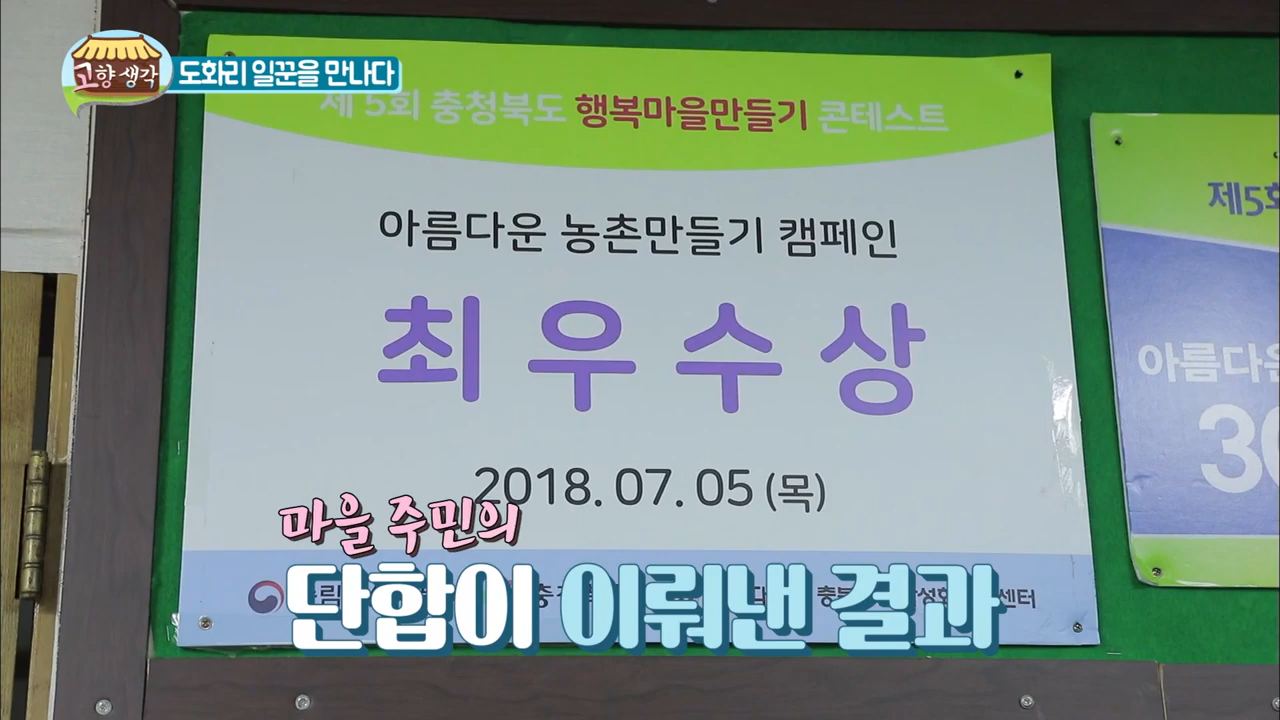 고향 생각
도화리 일꾼을 만나다
제 5회 충청북도 행복마을만들기 콘테스트
아름다운 농촌만들기 캠페인
최우수상
2018. 07. 05 (목)
제5회
아름다운
30
마을 주민의
단합이 이뤄낸 결과
센터